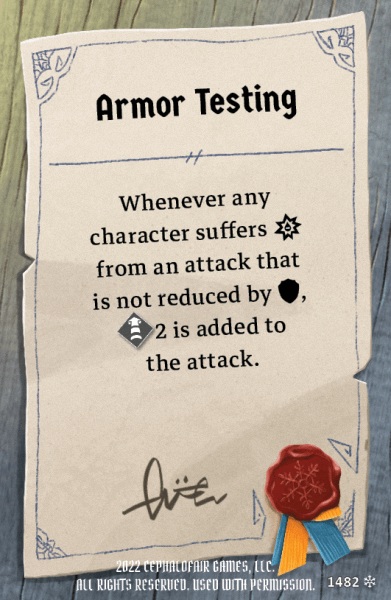 Armor Testing
Whenever any
character suffers
from an attack that
is not reduced by ,
2 is added to
the attack.
2022 CEPHALOFAIR GAMES, LLC.
ALL RIGHTS RESERVED. USED WITH PERMISSION.
1482